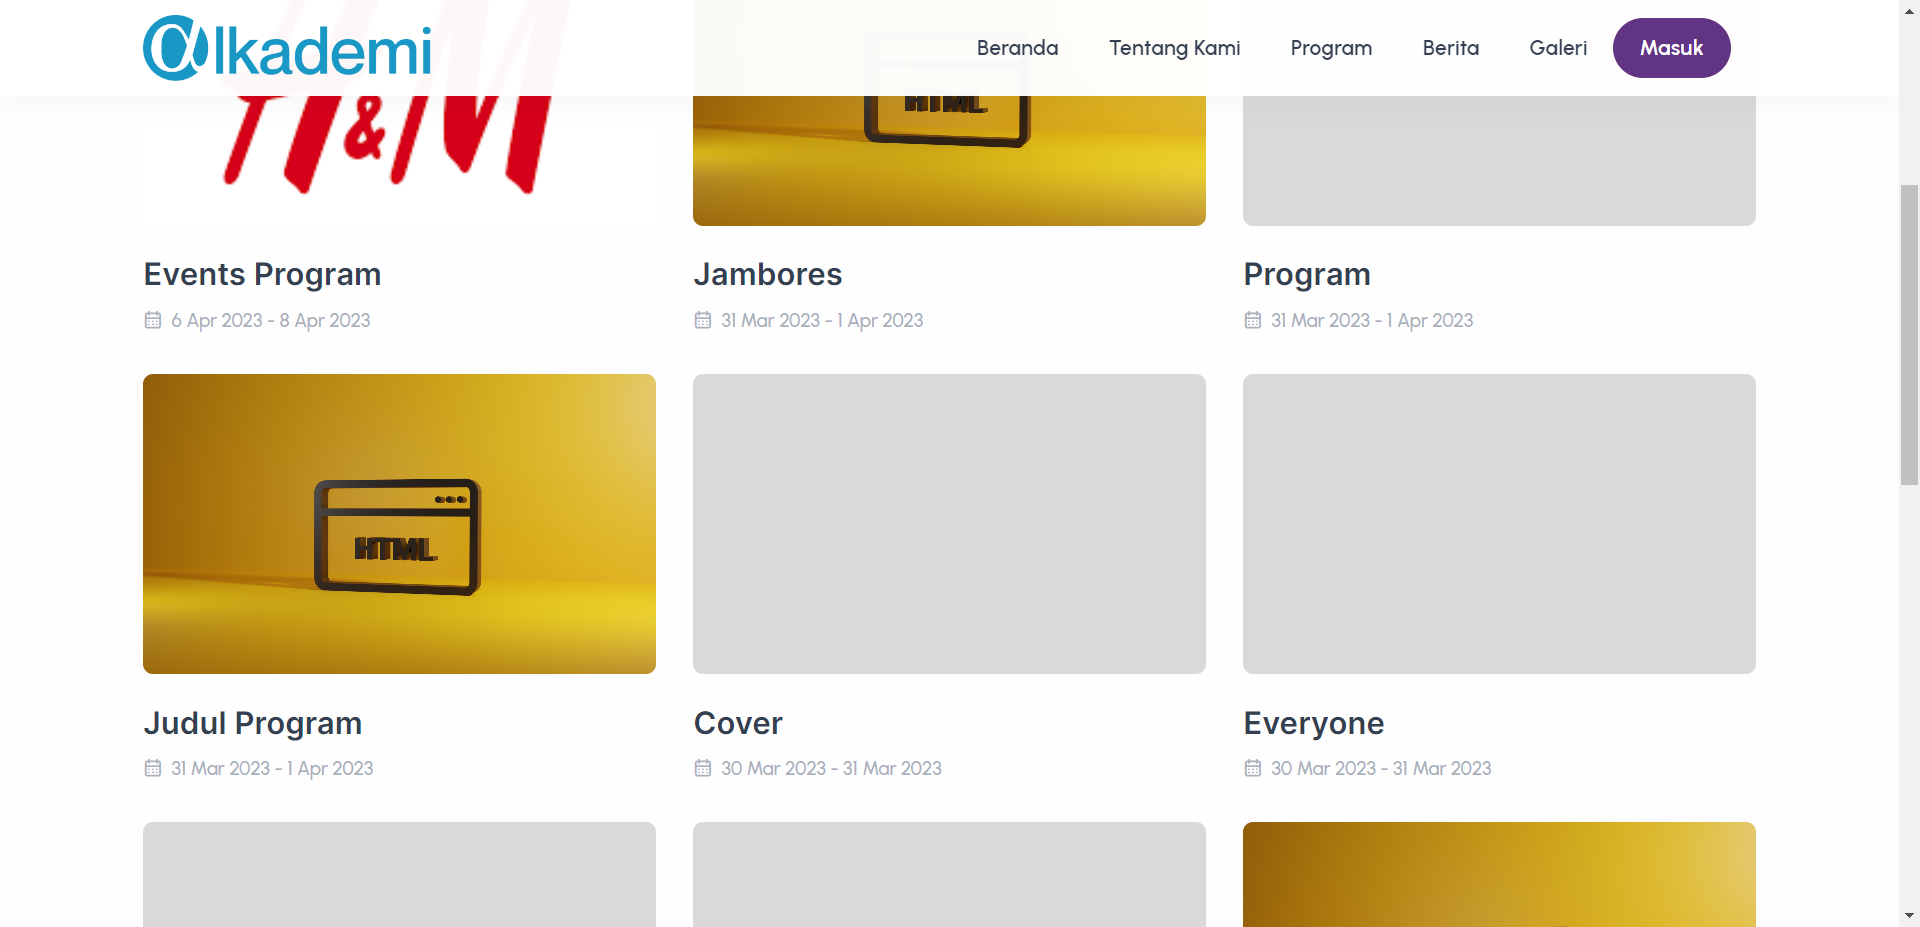 @lkademi
Beranda
Tentang Kami
Program
Berita
Galeri
Masuk
H&M
HTML
Events Program
Jambores
Program
6 Apr 2023 - 8 Apr 2023
31 Mar 2023 - 1 Apr 2023
31 Mar 2023 - 1 Apr 2023
HTML
Judul Program
Cover
Everyone
31 Mar 2023 - 1 Apr 2023
30 Mar 2023 - 31 Mar 2023
30 Mar 2023 - 31 Mar 2023